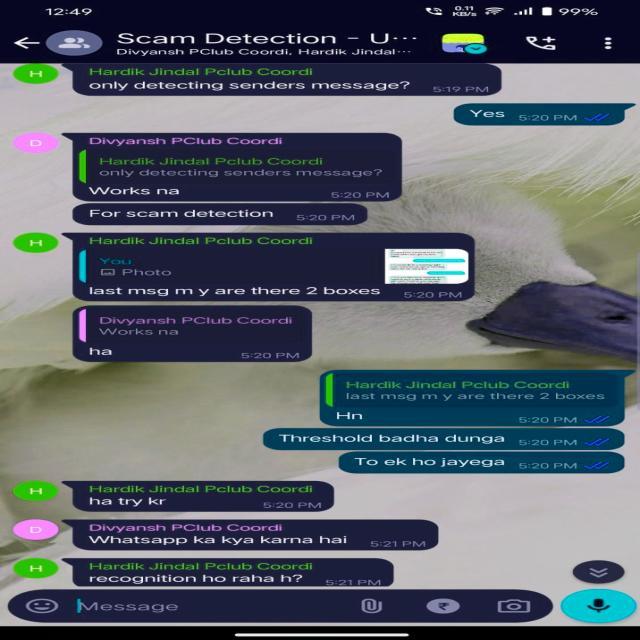 12:49
0.11 KB/s
99%
Scam Detection - U...
Divyansh PClub Coordi, Hardik Jindal...
H
Hardik Jindal Pclub Coordi
only detecting senders message?
5:19 PM
Yes 5:20 PM
D
Divyansh PClub Coordi
Hardik Jindal Pclub Coordi
only detecting senders message?
Works na
5:20 PM
For scam detection 5:20 PM
H
Hardik Jindal Pclub Coordi
You
Photo
last msg m y are there 2 boxes 5:20 PM
Divyansh PClub Coordi
Works na
ha
5:20 PM
Hardik Jindal Pclub Coordi
last msg m y are there 2 boxes
Hn
5:20 PM
Threshold badha dunga 5:20 PM
To ek ho jayega 5:20 PM
H
Hardik Jindal Pclub Coordi
ha try kr 5:20 PM
D
Divyansh PClub Coordi
Whatsapp ka kya karna hai 5:21 PM
H
Hardik Jindal Pclub Coordi
recognition ho raha h? 5:21 PM
Message
₹